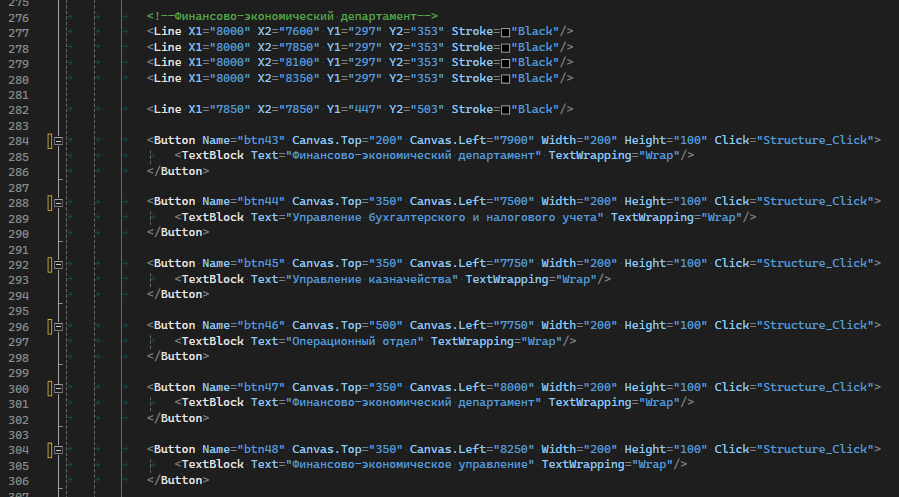 275
276 <!--Финансово-экономический департамент-->
277 <Line X1="8000" X2="7600" Y1="297" Y2="353" Stroke="Black"/>
278 <Line X1="8000" X2="7850" Y1="297" Y2="353" Stroke="Black"/>
279 <Line X1="8000" X2="8100" Y1="297" Y2="353" Stroke="Black"/>
280 <Line X1="8000" X2="8350" Y1="297" Y2="353" Stroke="Black"/>
281
282 <Line X1="7850" X2="7850" Y1="447" Y2="503" Stroke="Black"/>
283
284 <Button Name="btn43" Canvas.Top="200" Canvas.Left="7900" Width="200" Height="100" Click="Structure_Click">
285 <TextBlock Text="Финансово-экономический департамент" TextWrapping="Wrap"/>
286 </Button>
287
288 <Button Name="btn44" Canvas.Top="350" Canvas.Left="7500" Width="200" Height="100" Click="Structure_Click">
289 <TextBlock Text="Управление бухгалтерского и налогового учета" TextWrapping="Wrap"/>
290 </Button>
291
292 <Button Name="btn45" Canvas.Top="350" Canvas.Left="7750" Width="200" Height="100" Click="Structure_Click">
293 <TextBlock Text="Управление казначейства" TextWrapping="Wrap"/>
294 </Button>
295
296 <Button Name="btn46" Canvas.Top="500" Canvas.Left="7750" Width="200" Height="100" Click="Structure_Click">
297 <TextBlock Text="Операционный отдел" TextWrapping="Wrap"/>
298 </Button>
299
300 <Button Name="btn47" Canvas.Top="350" Canvas.Left="8000" Width="200" Height="100" Click="Structure_Click">
301 <TextBlock Text="Финансово-экономический департамент" TextWrapping="Wrap"/>
302 </Button>
303
304 <Button Name="btn48" Canvas.Top="350" Canvas.Left="8250" Width="200" Height="100" Click="Structure_Click">
305 <TextBlock Text="Финансово-экономическое управление" TextWrapping="Wrap"/>
306 </Button>
307